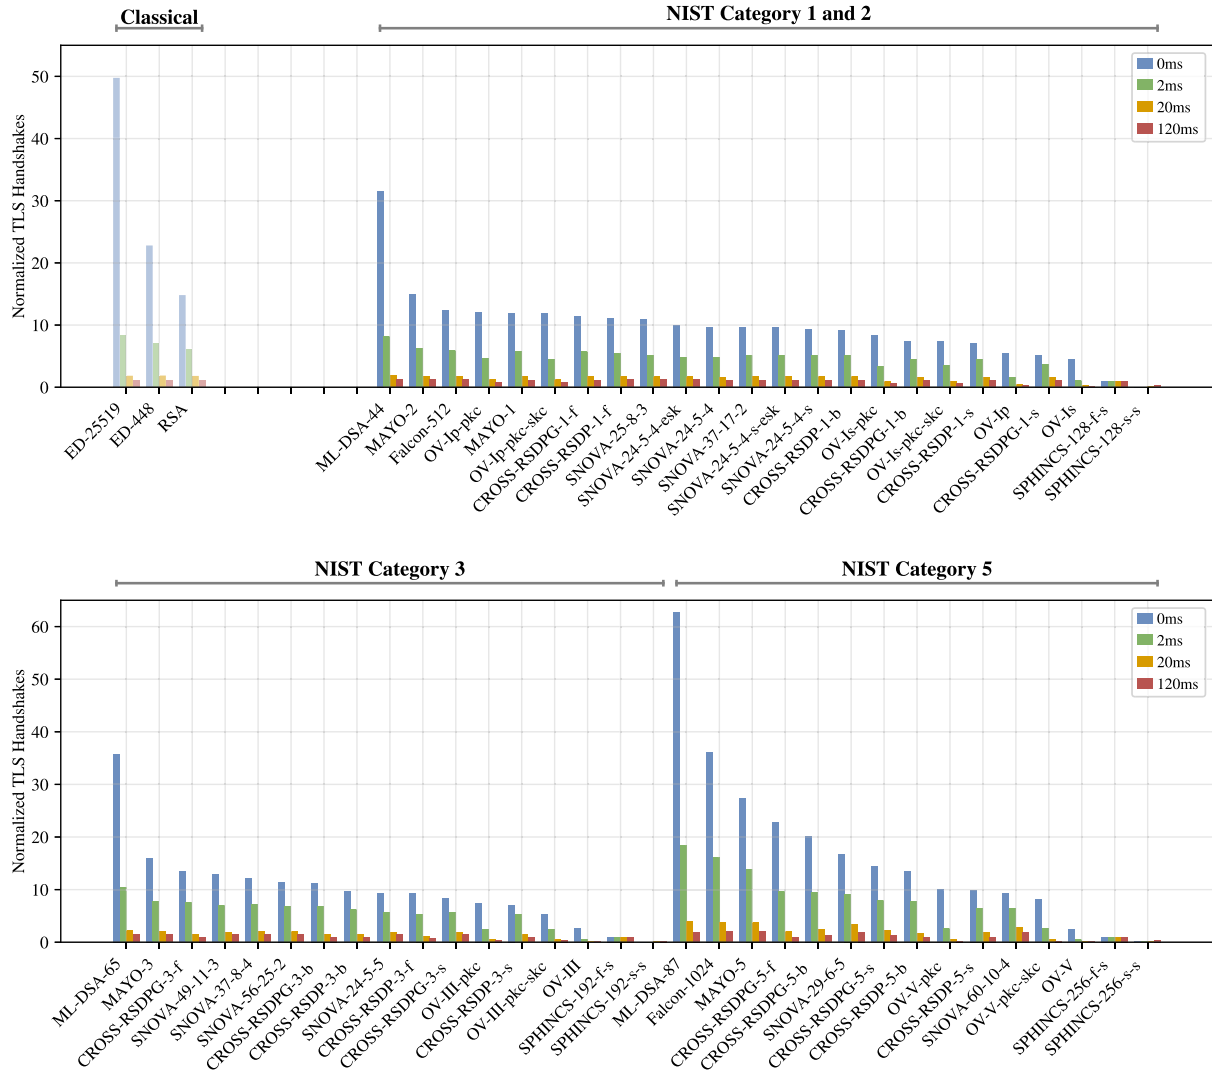 Classical
NIST Category 1 and 2
Normalized TLS Handshakes
50
40
30
20
10
0
0ms
2ms
20ms
120ms
ED-25519
ED-448
RSA
ML-DSA-44
MAYO-2
Falcon-512
OV-Ip-pkc
MAYO-1
OV-Ip-pkc-skc
CROSS-RSDPG-1-f
CROSS-RSDP-1-f
SNOVA-25-8-3
SNOVA-24-5-4-esk
SNOVA-24-5-4
SNOVA-37-17-2
SNOVA-24-5-4-s-esk
SNOVA-24-5-4-s
CROSS-RSDP-1-b
OV-Is-pkc
CROSS-RSDPG-1-b
OV-Is-pkc-skc
CROSS-RSDP-1-s
OV-Ip
CROSS-RSDPG-1-s
OV-Is
SPHINCS-128-f-s
SPHINCS-128-s-s
NIST Category 3
NIST Category 5
Normalized TLS Handshakes
60
50
40
30
20
10
0
0ms
2ms
20ms
120ms
ML-DSA-65
MAYO-3
CROSS-RSDPG-3-f
SNOVA-49-11-3
SNOVA-37-8-4
SNOVA-56-25-2
CROSS-RSDPG-3-b
CROSS-RSDP-3-b
SNOVA-24-5-5
CROSS-RSDP-3-f
CROSS-RSDPG-3-s
OV-III-pkc
CROSS-RSDP-3-s
OV-III-pkc-skc
OV-III
SPHINCS-192-f-s
SPHINCS-192-s-s
ML-DSA-87
Falcon-1024
MAYO-5
CROSS-RSDPG-5-f
CROSS-RSDPG-5-b
SNOVA-29-6-5
CROSS-RSDPG-5-s
CROSS-RSDP-5-b
OV-V-pkc
CROSS-RSDP-5-s
SNOVA-60-10-4
OV-V-pkc-skc
OV-V
SPHINCS-256-f-s
SPHINCS-256-s-s